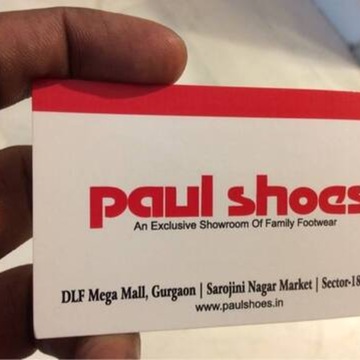 paul shoes
An Exclusive Showroom Of Family Footwear
DLF Mega Mall, Gurgaon | Sarojini Nagar Market | Sector-18
www.paulshoes.in